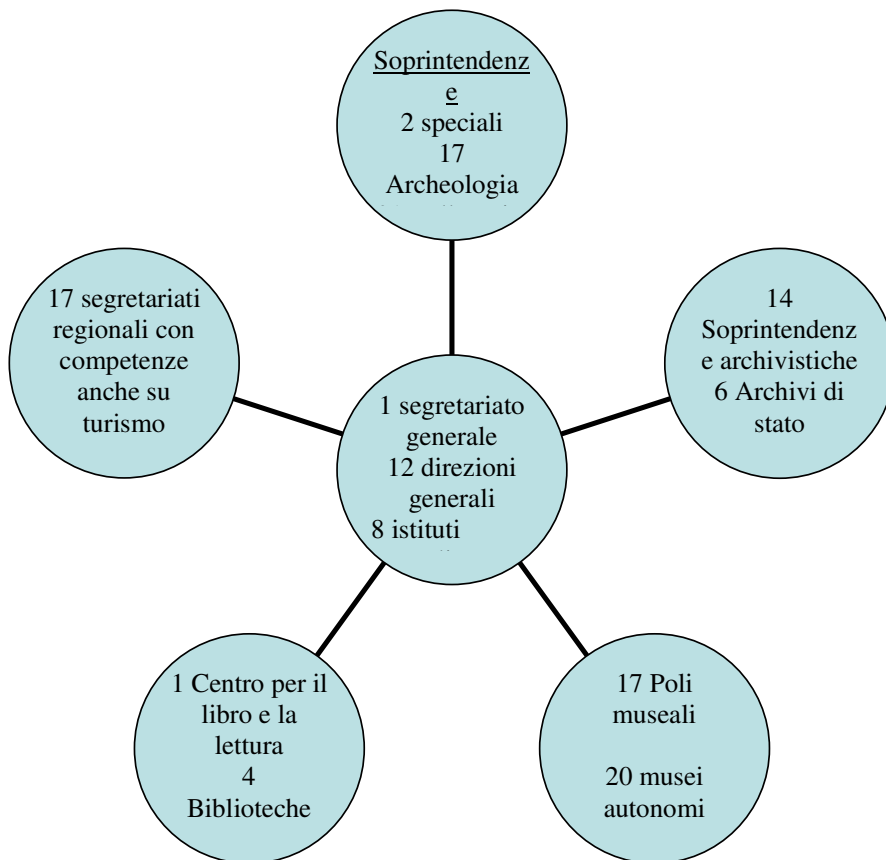 Soprintendenz
e
2 speciali
17
Archeologia
17 segretariati
regionali con
competenze
anche su
turismo
14
Soprintendenz
e archivistiche
6 Archivi di
stato
1 segretariato
generale
12 direzioni
generali
8 istituti
1 Centro per il
libro e la
lettura
4
Biblioteche
17 Poli
museali
20 musei
autonomi